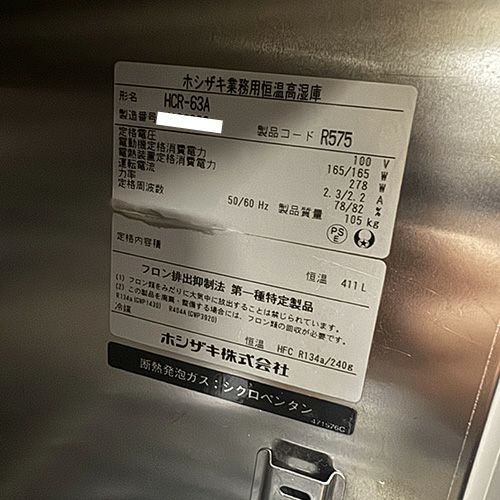 ホシザキ業務用恒温高湿庫
形名 HCR-63A
製造番号
製品コード R575
定格電圧 100 V
電動機定格消費電力 165/165 W
電熱装置定格消費電力 278 W
運転電流 2.3/2.2 A
力率 78/82 %
定格周波数 50/60 Hz 製品質量 105 kg
PSE
定格内容積 恒温 411 L
フロン排出抑制法 第一種特定製品
(1) フロン類をみだりに大気中に放出することは禁じられています。
(2) この製品を廃棄・整備する場合には、フロン類の回収が必要です。
R134a(GWP1430) R404A(GWP3920)
冷媒 恒温 HFC R134a/240g
ホシザキ株式会社
断熱発泡ガス：シクロペンタン
471576C